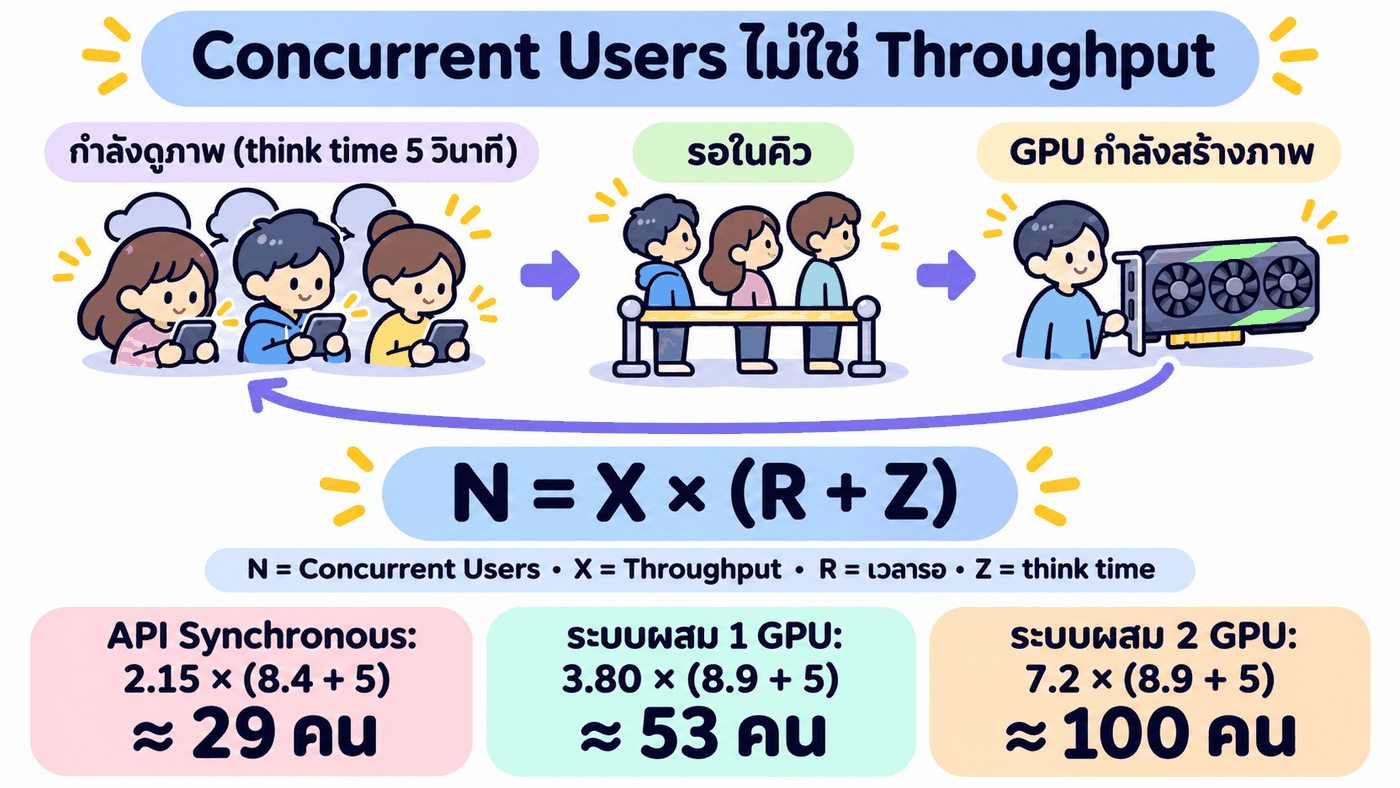 Concurrent Users ไม่ใช่ Throughput
กำลังดูภาพ (think time 5 วินาที)
รอในคิว
GPU กำลังสร้างภาพ
N = X × (R + Z)
N = Concurrent Users • X = Throughput • R = เวลารอ • Z = think time
API Synchronous:
2.15 × (8.4 + 5)
≈ 29 คน
ระบบผสม 1 GPU:
3.80 × (8.9 + 5)
≈ 53 คน
ระบบผสม 2 GPU:
7.2 × (8.9 + 5)
≈ 100 คน